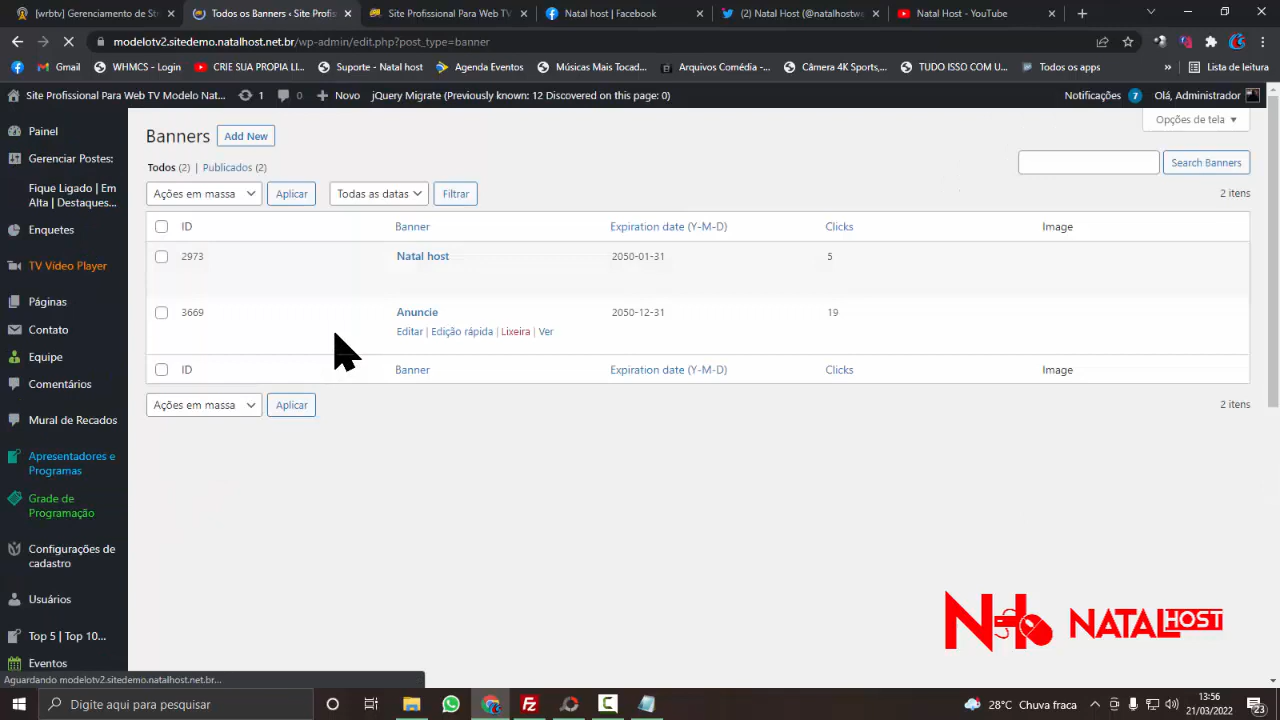 (wrbtv) Gerenciamento de Str
Todos os Banners ‹ Site Profis
Site Profissional Para Web TV M
Natal host | Facebook
(2) Natal Host (@natalhostwe
Natal Host - YouTube
modelotv2.sitedemo.natalhost.net.br/wp-admin/edit.php?post_type=banner
Gmail
WHMCS - Login
CRIE SUA PROPIA LI...
Suporte - Natal host
Agenda Eventos
Músicas Mais Tocad...
Arquivos Comédia -...
Câmera 4K Sports,...
TUDO ISSO COM U...
Todos os apps
»
Lista de leitura
Site Profissional Para Web TV Modelo Nat...
1
0
Novo
jQuery Migrate (Previously known: 12 Discovered on this page: 0)
Notificações 7
Olá, Administrador
Opções de tela
Painel
Gerenciar Postes:
Fique Ligado | Em
Alta | Destaques...
Enquetes
TV Vídeo Player
Páginas
Contato
Equipe
Comentários
Mural de Recados
Apresentadores e
Programas
Grade de
Programação
Configurações de
cadastro
Usuários
Top 5 | Top 10...
Eventos
Banners
Add New
Todos (2) | Publicados (2)
Search Banners
Ações em massa
Aplicar
Todas as datas
Filtrar
2 itens
ID Banner Expiration date (Y-M-D) Clicks Image
2973 Natal host 2050-01-31 5
3669 Anuncie 2050-12-31 19
Editar | Edição rápida | Lixeira | Ver
ID Banner Expiration date (Y-M-D) Clicks Image
Ações em massa
Aplicar
2 itens
NH
NATAL HOST
Aguardando modelotv2.sitedemo.natalhost.net.br...
Digite aqui para pesquisar
28°C Chuva fraca
13:56
21/03/2022
23